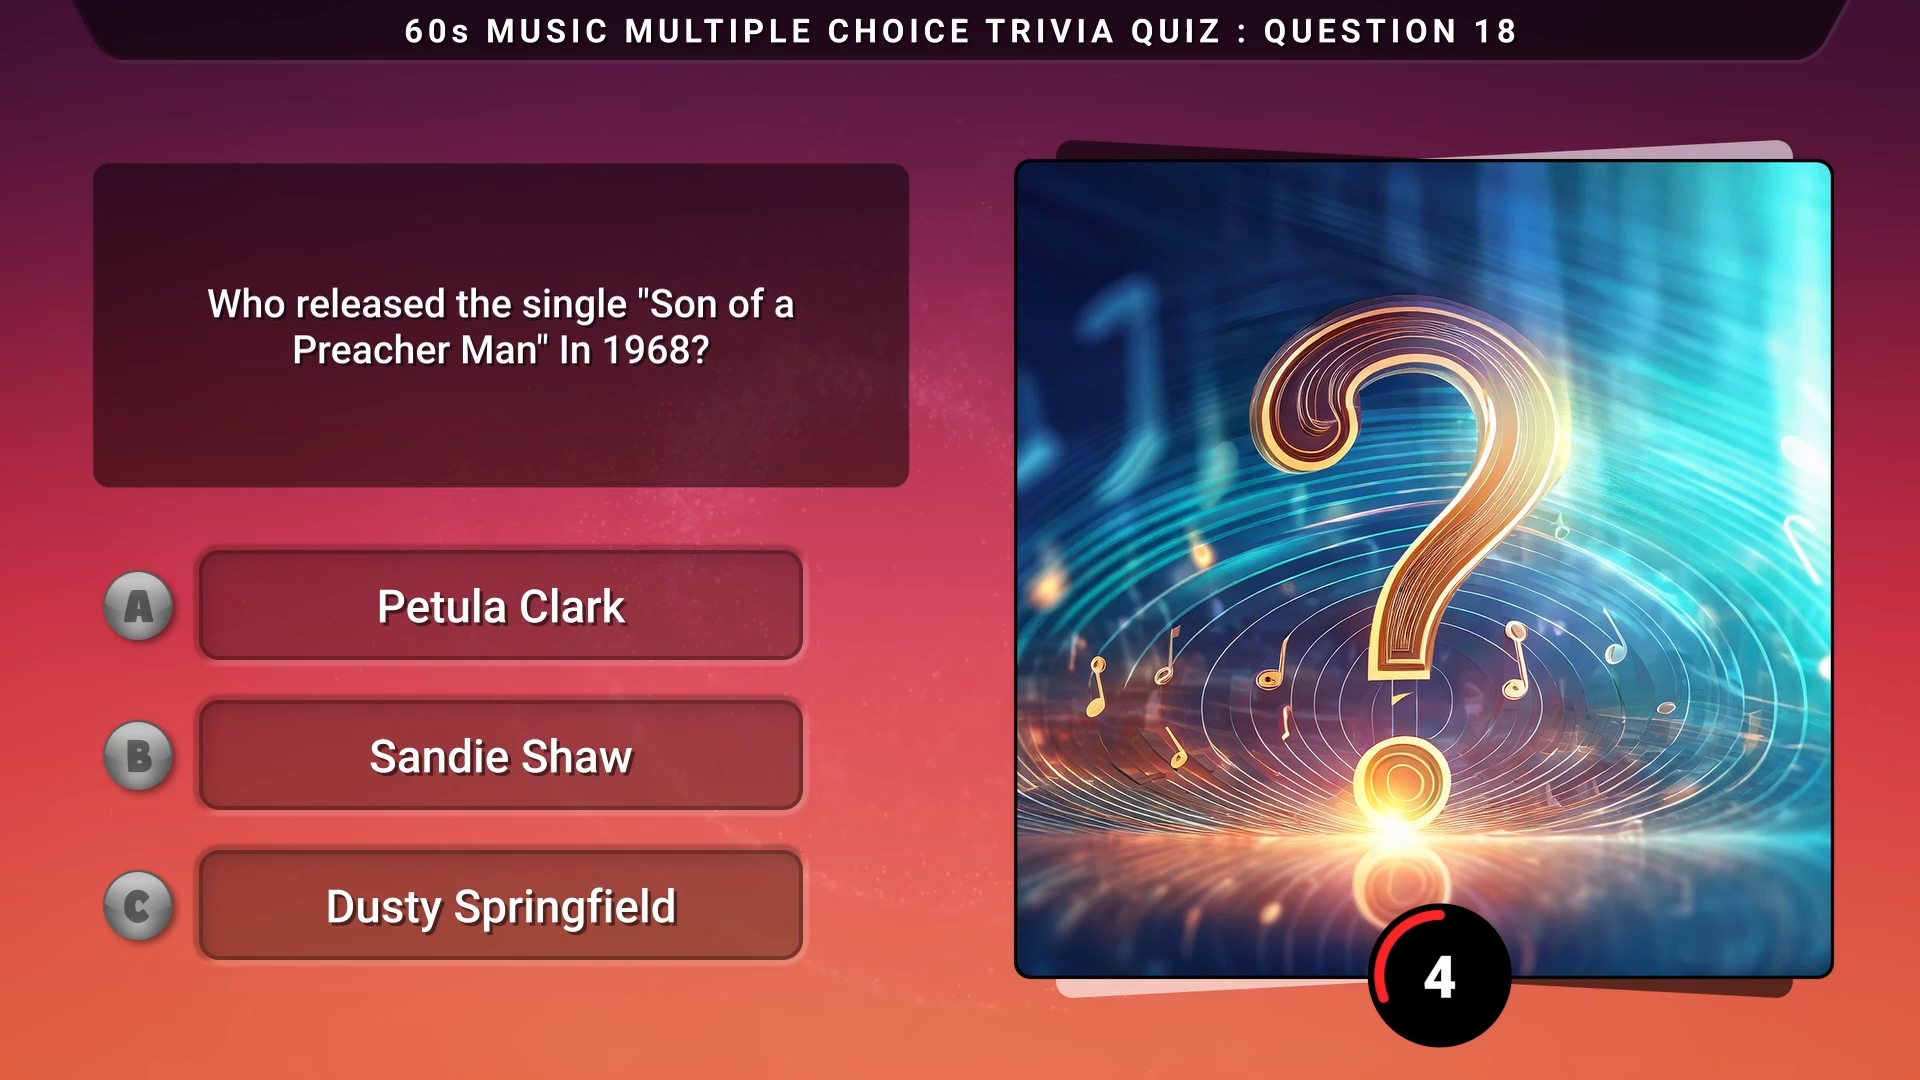 60s MUSIC MULTIPLE CHOICE TRIVIA QUIZ : QUESTION 18
Who released the single "Son of a
Preacher Man" In 1968?
A
Petula Clark
B
Sandie Shaw
C
Dusty Springfield
4